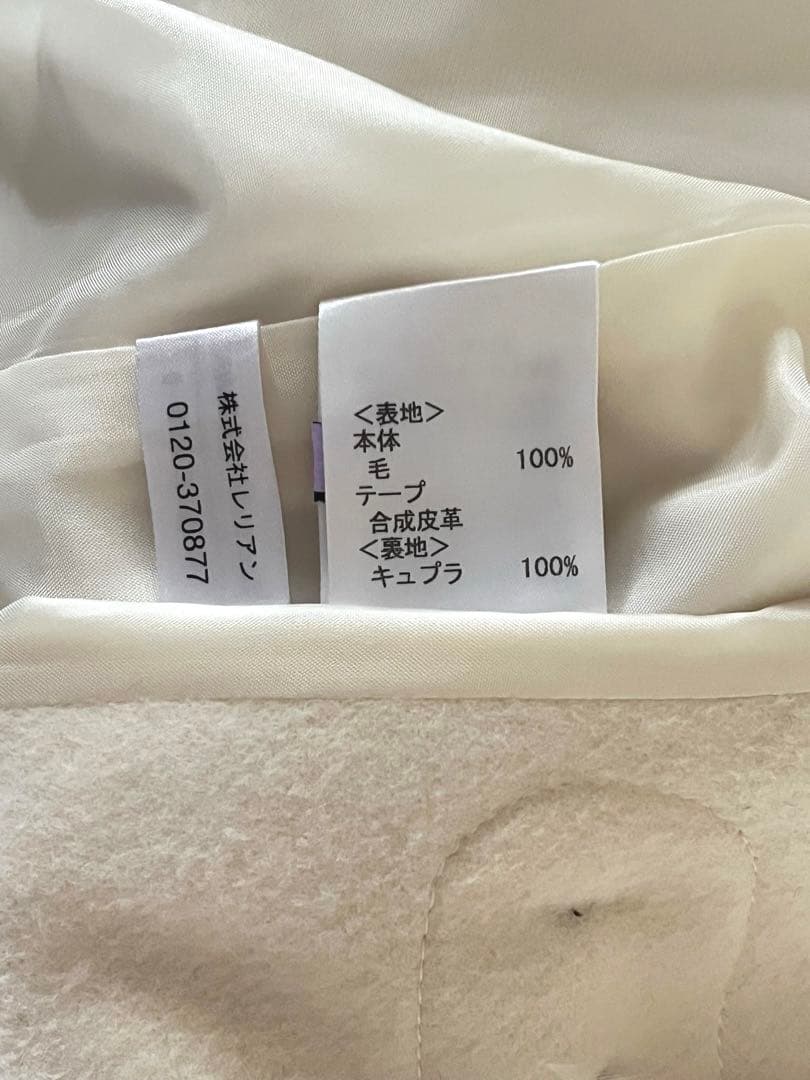 株式会社レリアン
0120-370877
<表地>
本体
毛 100%
テープ
合成皮革
<裏地>
キュプラ 100%